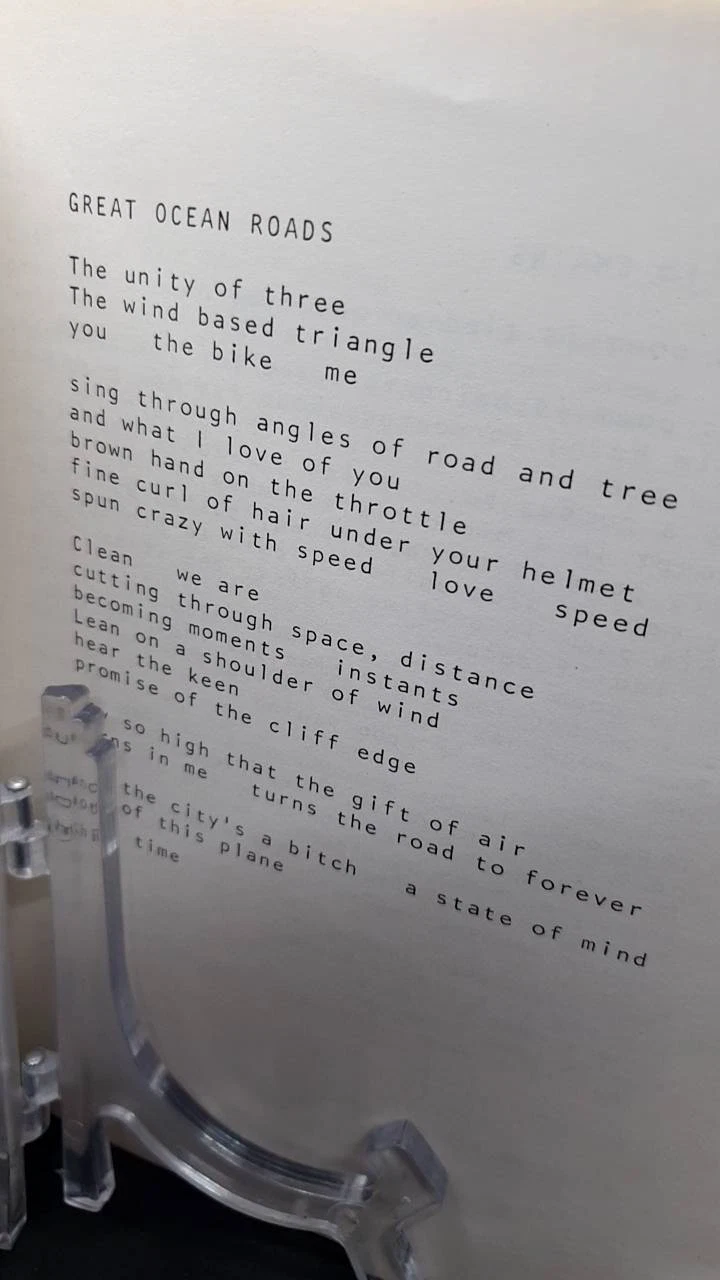 GREAT OCEAN ROADS
The unity of three
The wind based triangle
you the bike me
sing through angles of road and tree
and what I love of you
brown hand on the throttle
fine curl of hair under your helmet
spun crazy with speed love speed
Clean we are
cutting through space, distance
becoming moments instants
Lean on a shoulder of wind
hear the keen
promise of the cliff edge
so high that the gift of air
in me turns the road to forever
the city's a bitch a state of mind
of this plane
time